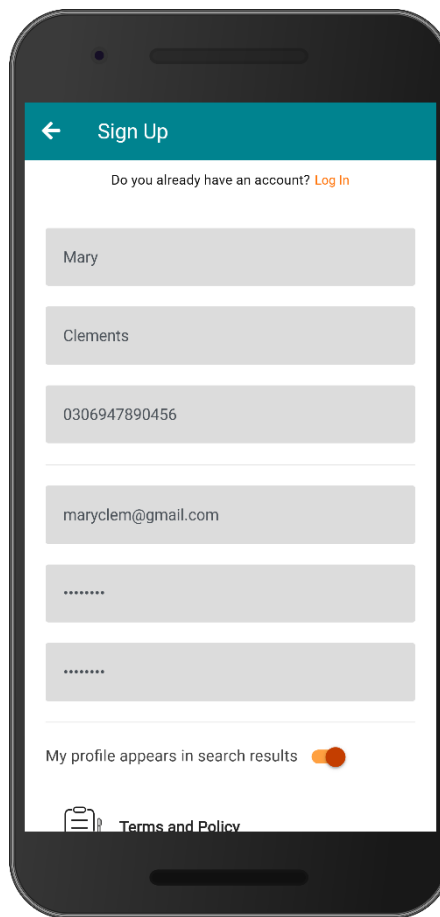 Sign Up
Do you already have an account? Log In
Mary
Clements
0306947890456
maryclem@gmail.com
••••••••
••••••••
My profile appears in search results
Terms and Policy